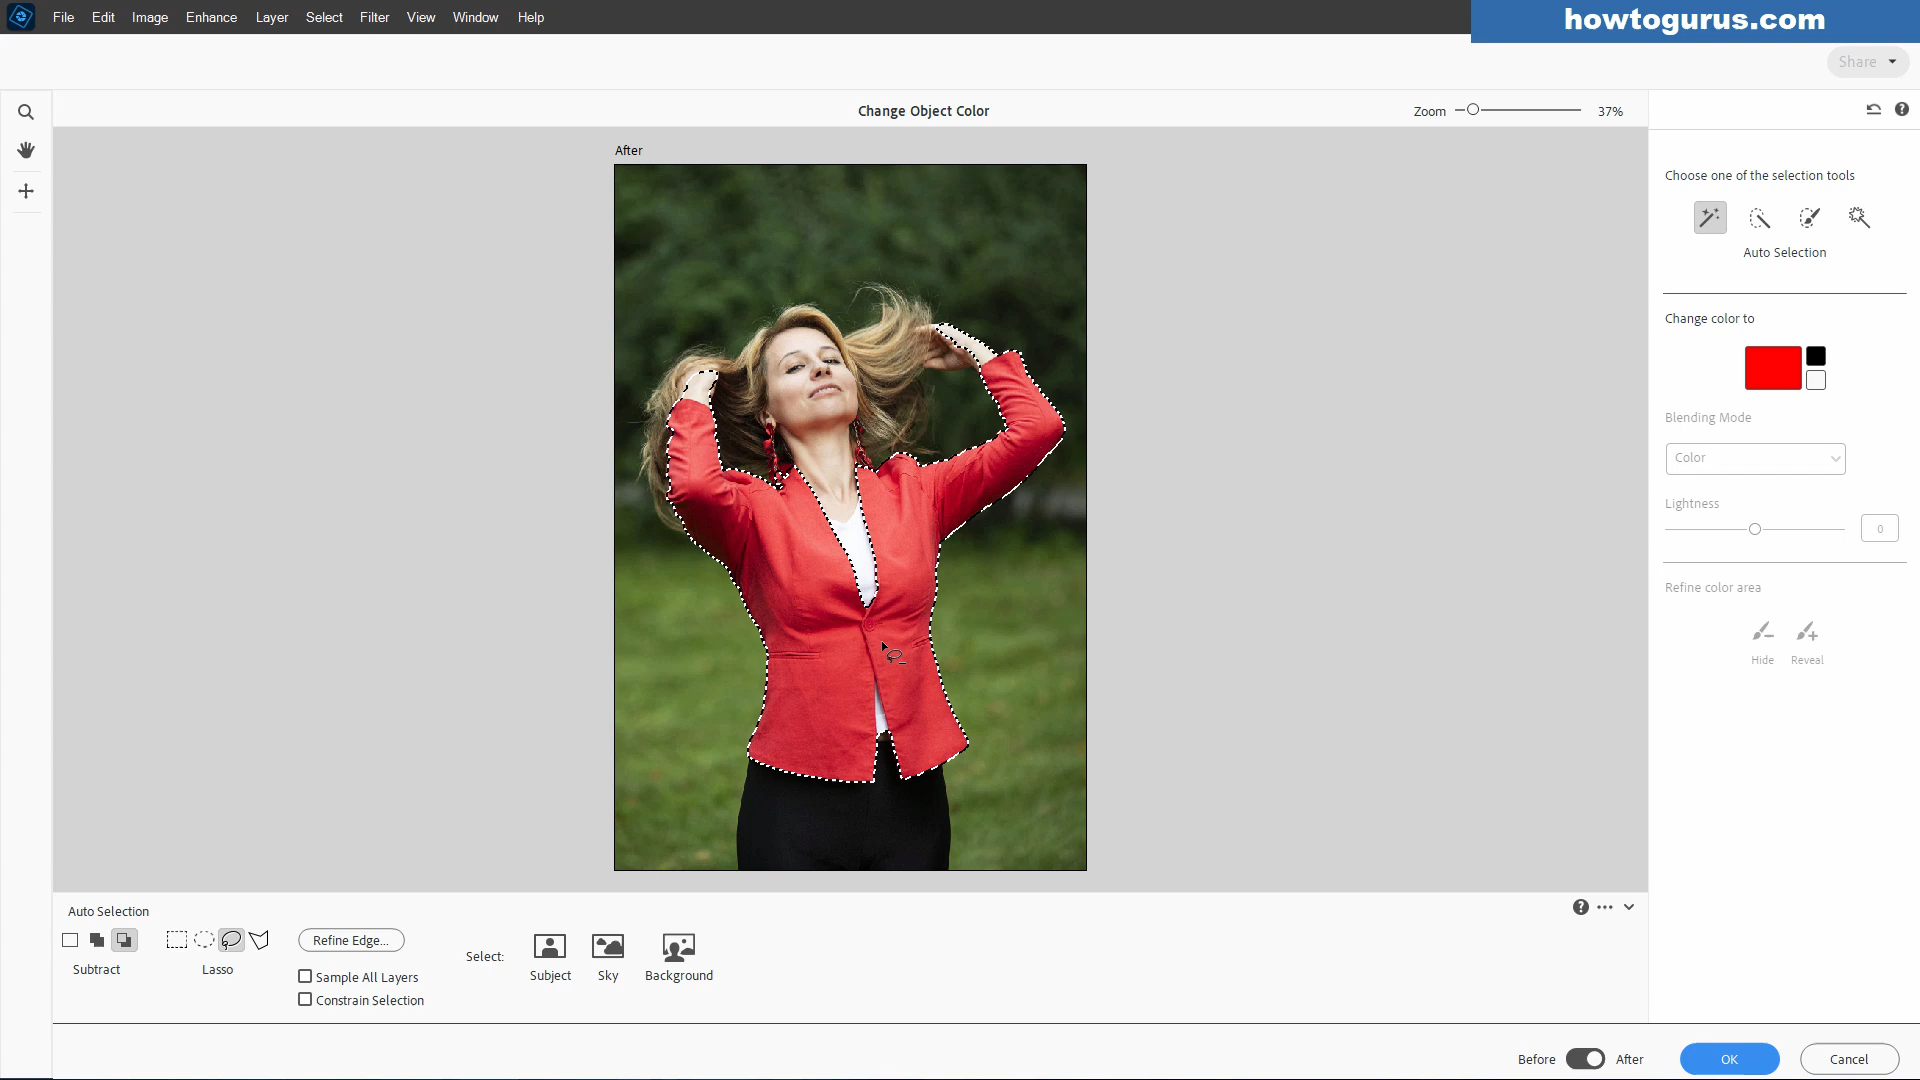 File Edit Image Enhance Layer Select Filter View Window Help
howtogurus.com
Share
Change Object Color
Zoom 37%
After
Choose one of the selection tools
Auto Selection
Change color to
Blending Mode
Color
Lightness
0
Refine color area
Hide Reveal
Auto Selection
Subtract
Lasso
Refine Edge...
Sample All Layers
Constrain Selection
Select:
Subject Sky Background
Before After
OK Cancel